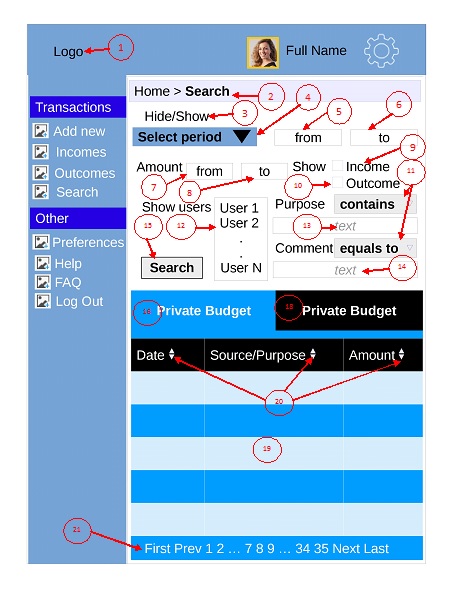 Logo
1
Full Name
Home > Search
2
Hide/Show
3
4
5
6
Select period
from
to
Transactions
Add new
Incomes
Outcomes
Search
Other
Preferences
Help
FAQ
Log Out
Amount
from
to
Show
Income
9
Outcome
11
7
8
10
Show users
User 1
User 2
.
.
User N
Purpose
contains
15
12
13
text
Comment
equals to
Search
text
14
16
Private Budget
18
Private Budget
Date
Source/Purpose
Amount
20
19
21
First Prev 1 2 ... 7 8 9 ... 34 35 Next Last